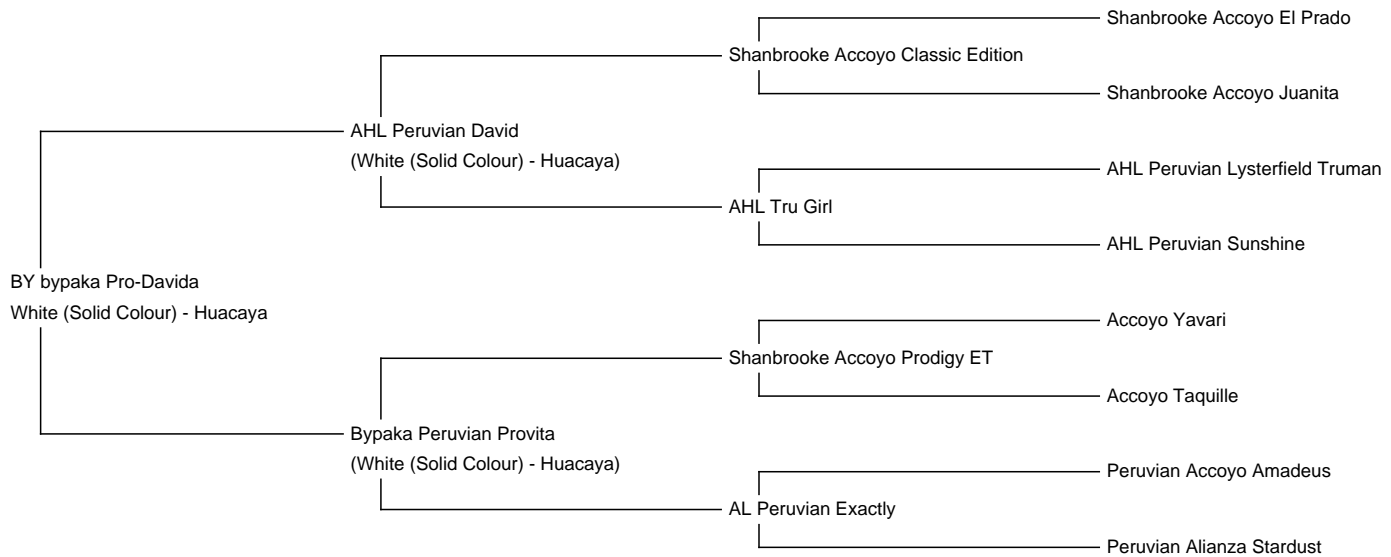 Shanbrooke Accoyo El Prado
Shanbrooke Accoyo Classic Edition
Shanbrooke Accoyo Juanita
AHL Peruvian David
(White (Solid Colour) - Huacaya)
AHL Peruvian Lysterfield Truman
AHL Tru Girl
AHL Peruvian Sunshine
BY bypaka Pro-Davida
White (Solid Colour) - Huacaya
Accoyo Yavari
Shanbrooke Accoyo Prodigy ET
Accoyo Taquille
Bypaka Peruvian Provita
(White (Solid Colour) - Huacaya)
Peruvian Accoyo Amadeus
AL Peruvian Exactly
Peruvian Alianza Stardust